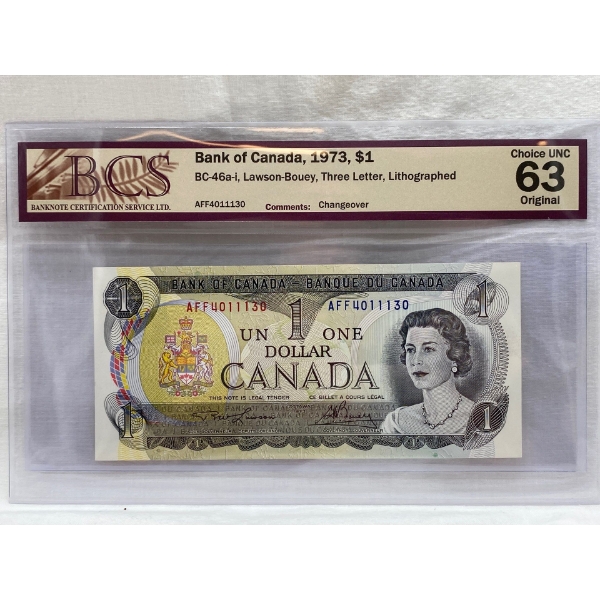 BCS
BANKNOTE CERTIFICATION SERVICE LTD.
Bank of Canada, 1973, $1
BC-46a-i, Lawson-Bouey, Three Letter, Lithographed
AFF4011130 Comments: Changeover
Choice UNC
63
Original
BANK OF CANADA - BANQUE DU CANADA
1
AFF4011130 AFF4011130
UN 1 ONE
DOLLAR
CANADA
THIS NOTE IS LEGAL TENDER CE BILLET A COURS LÉGAL
1
1